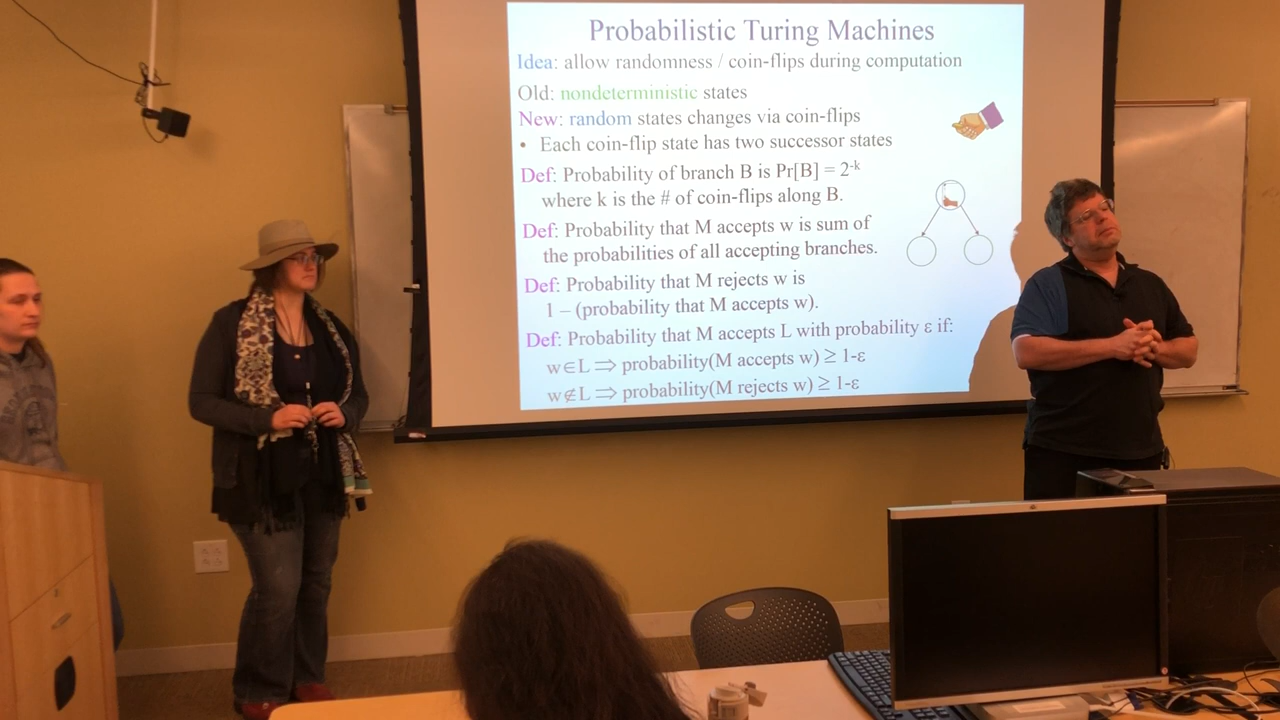 Probabilistic Turing Machines
Idea: allow randomness / coin-flips during computation
Old: nondeterministic states
New: random states changes via coin-flips
• Each coin-flip state has two successor states
Def: Probability of branch B is Pr[B] = 2⁻ᵏ
where k is the # of coin-flips along B.
Def: Probability that M accepts w is sum of
the probabilities of all accepting branches.
Def: Probability that M rejects w is
1 – (probability that M accepts w).
Def: Probability that M accepts L with probability ε if:
w∈L ⇒ probability(M accepts w) ≥ 1-ε
w∉L ⇒ probability(M rejects w) ≥ 1-ε